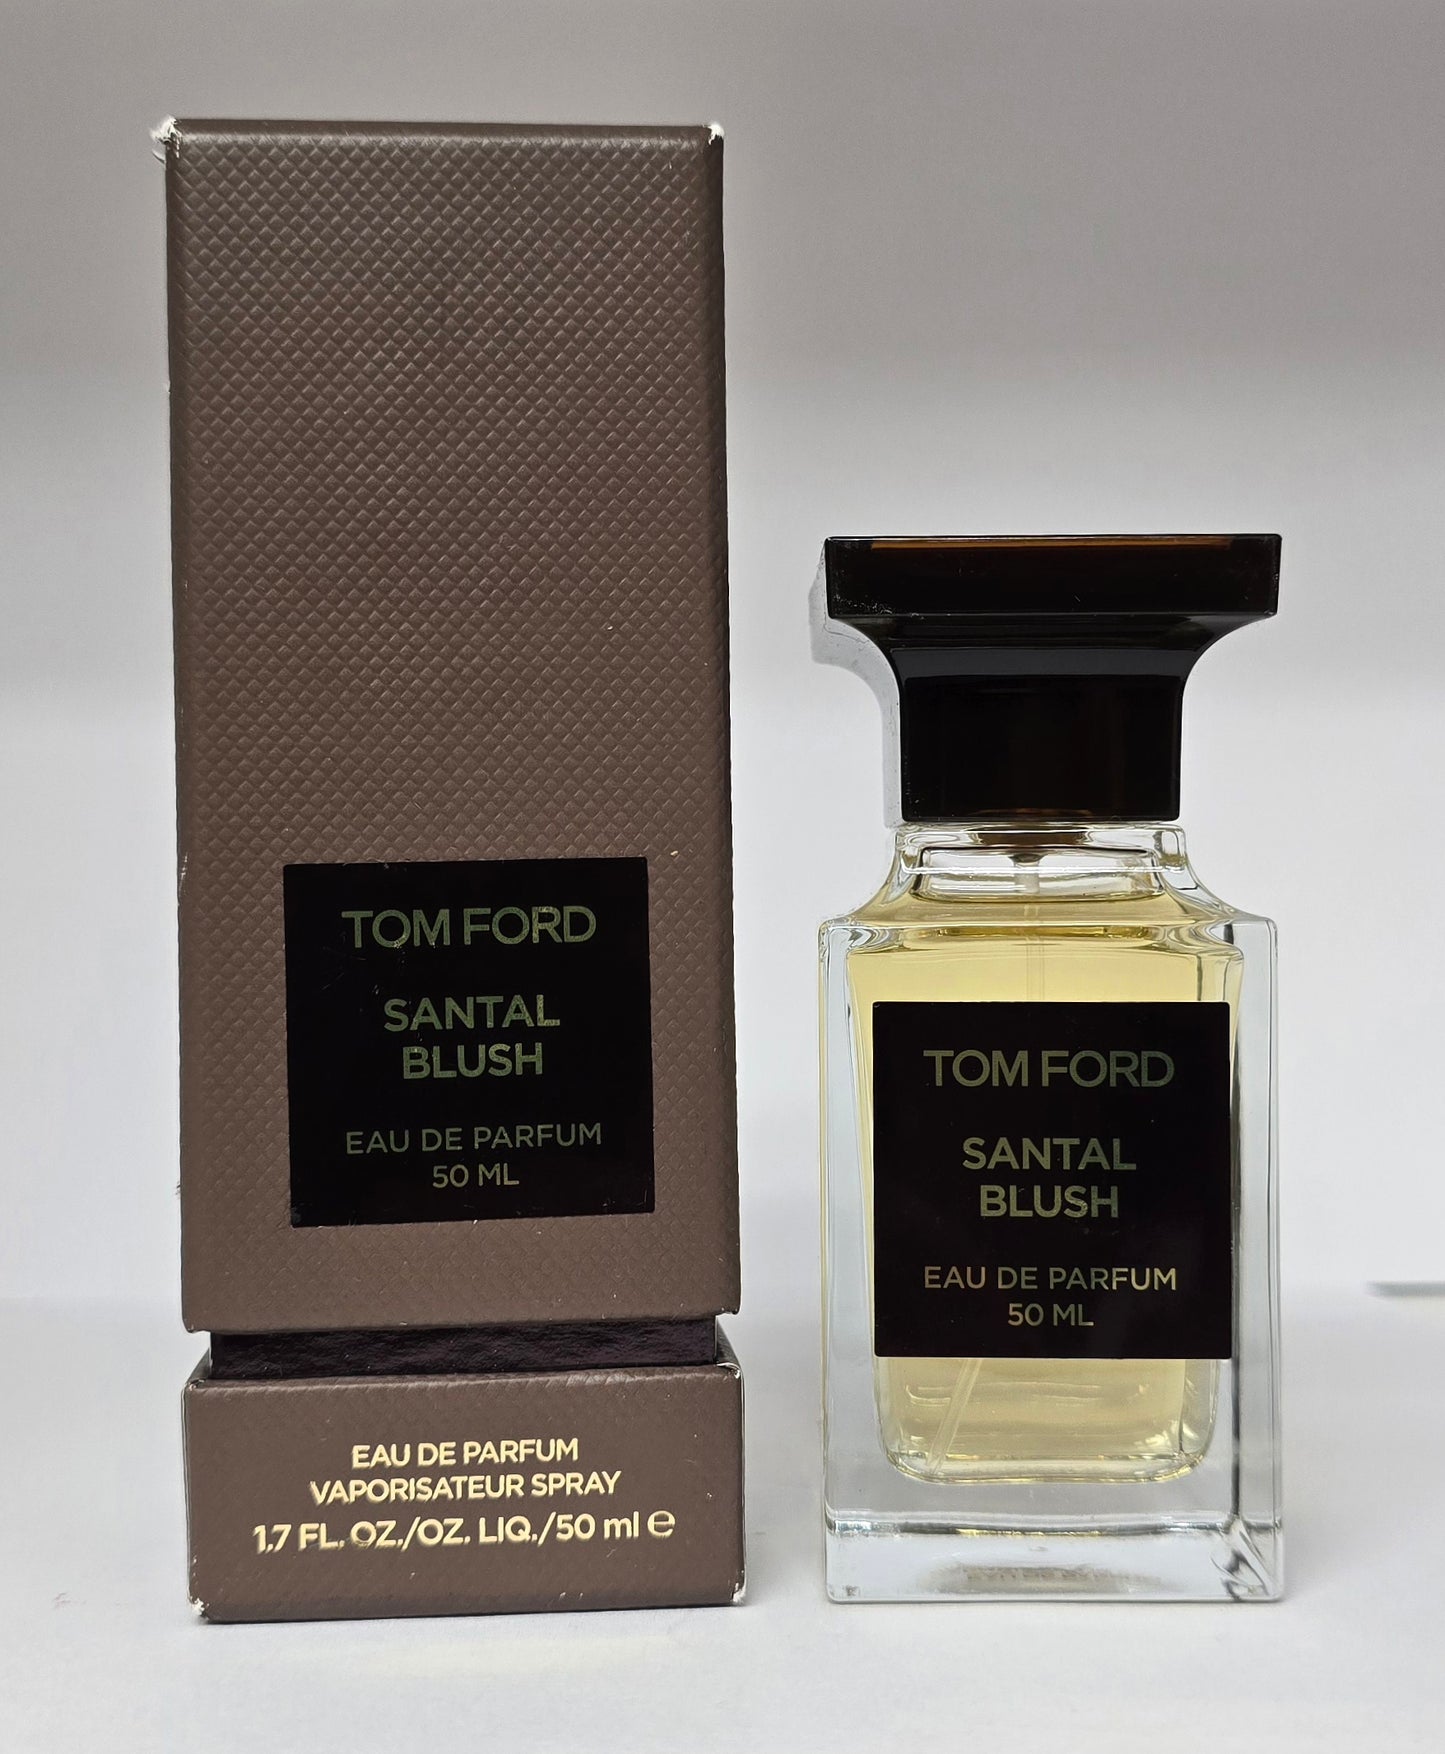 TOM FORD
SANTAL
BLUSH
EAU DE PARFUM
50 ML
EAU DE PARFUM
VAPORISATEUR SPRAY
1.7 FL. OZ./OZ. LIQ./50 ml ℮
TOM FORD
SANTAL
BLUSH
EAU DE PARFUM
50 ML